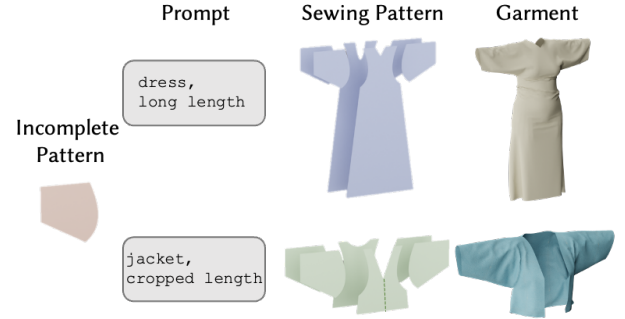 Prompt
Sewing Pattern
Garment
Incomplete
Pattern
dress,
long length
jacket,
cropped length